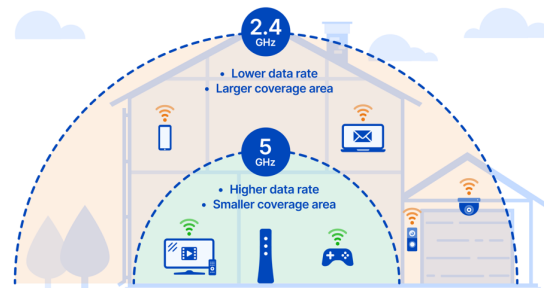 2.4
GHz
• Lower data rate
• Larger coverage area
5
GHz
• Higher data rate
• Smaller coverage area